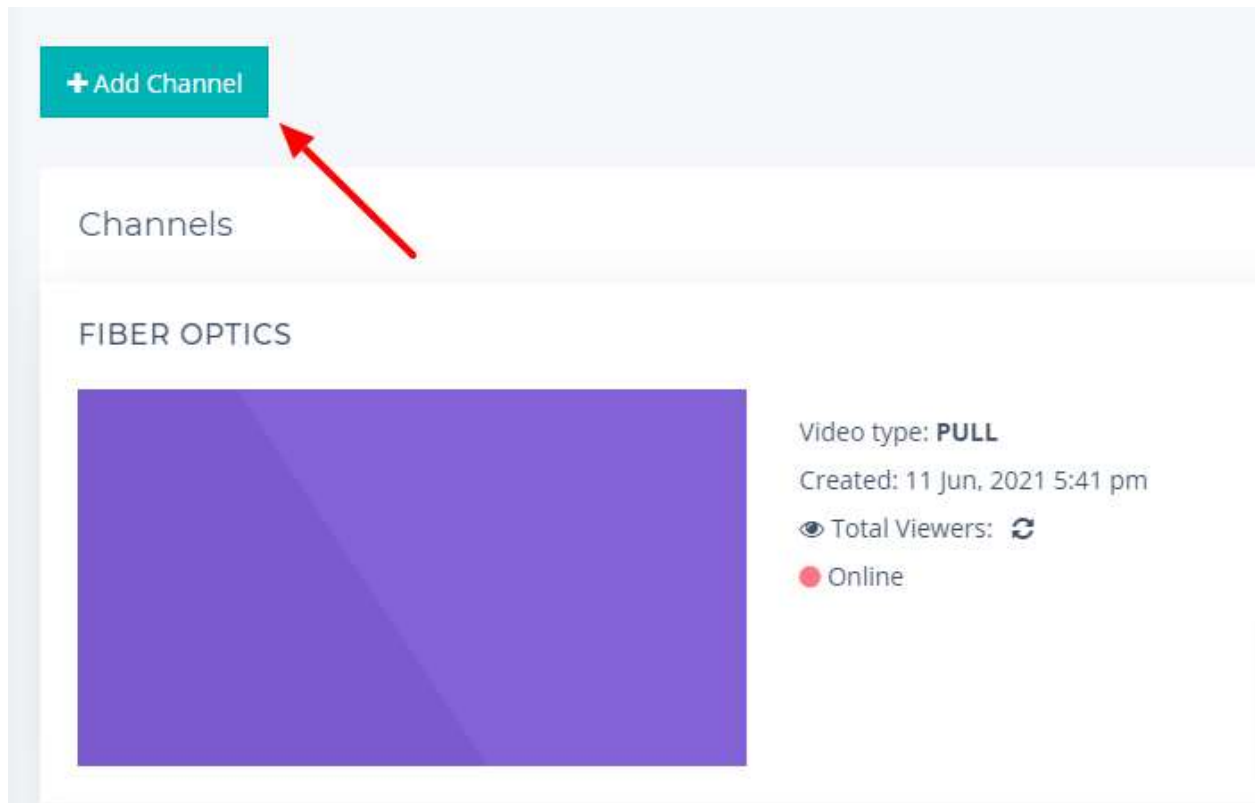 Add Channel
Channels
FIBER OPTICS
Video type: PULL
Created: 11 Jun, 2021 5:41 pm
Total Viewers:
Online